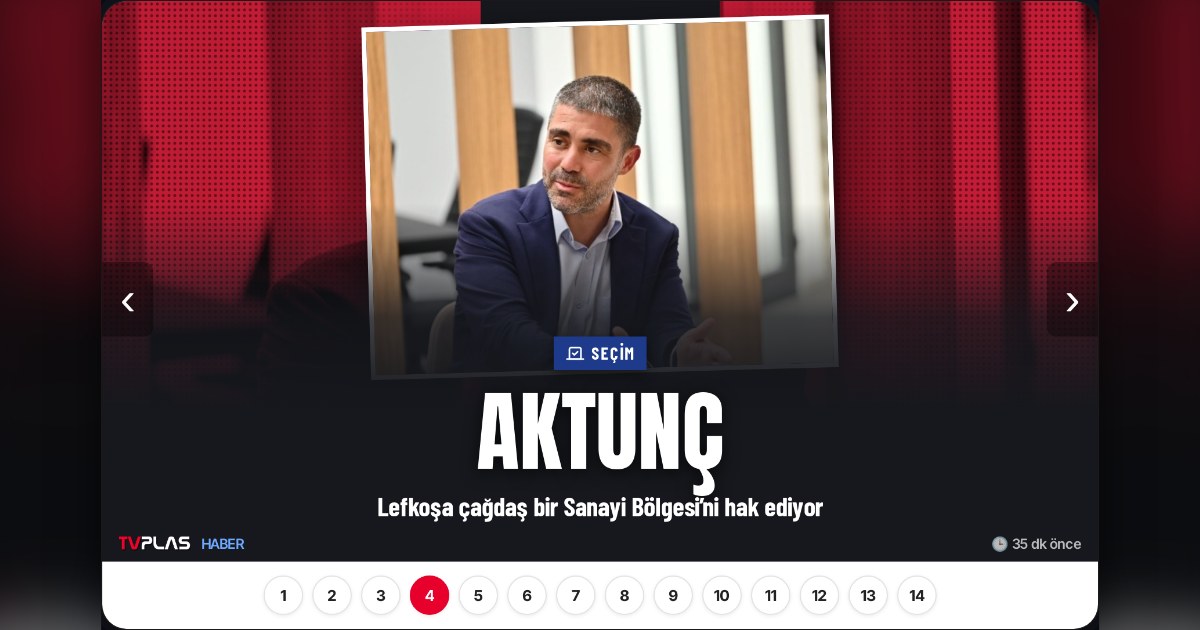 SEÇİM
AKTUNÇ
Lefkoşa çağdaş bir Sanayi Bölgesi’ni hak ediyor
TVPLAS HABER
35 dk önce
1 2 3 4 5 6 7 8 9 10 11 12 13 14